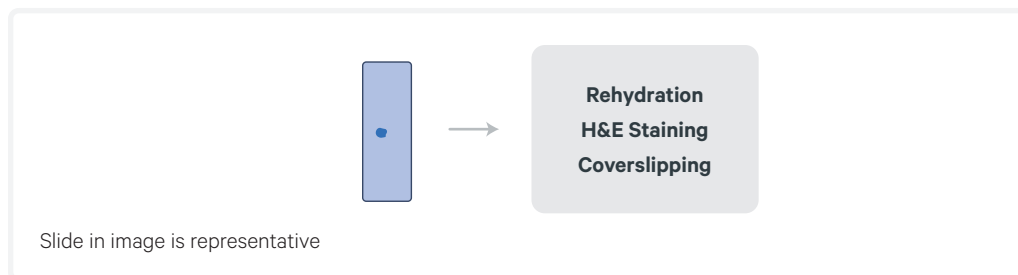 Rehydration
H&E Staining
Coverslipping
Slide in image is representative